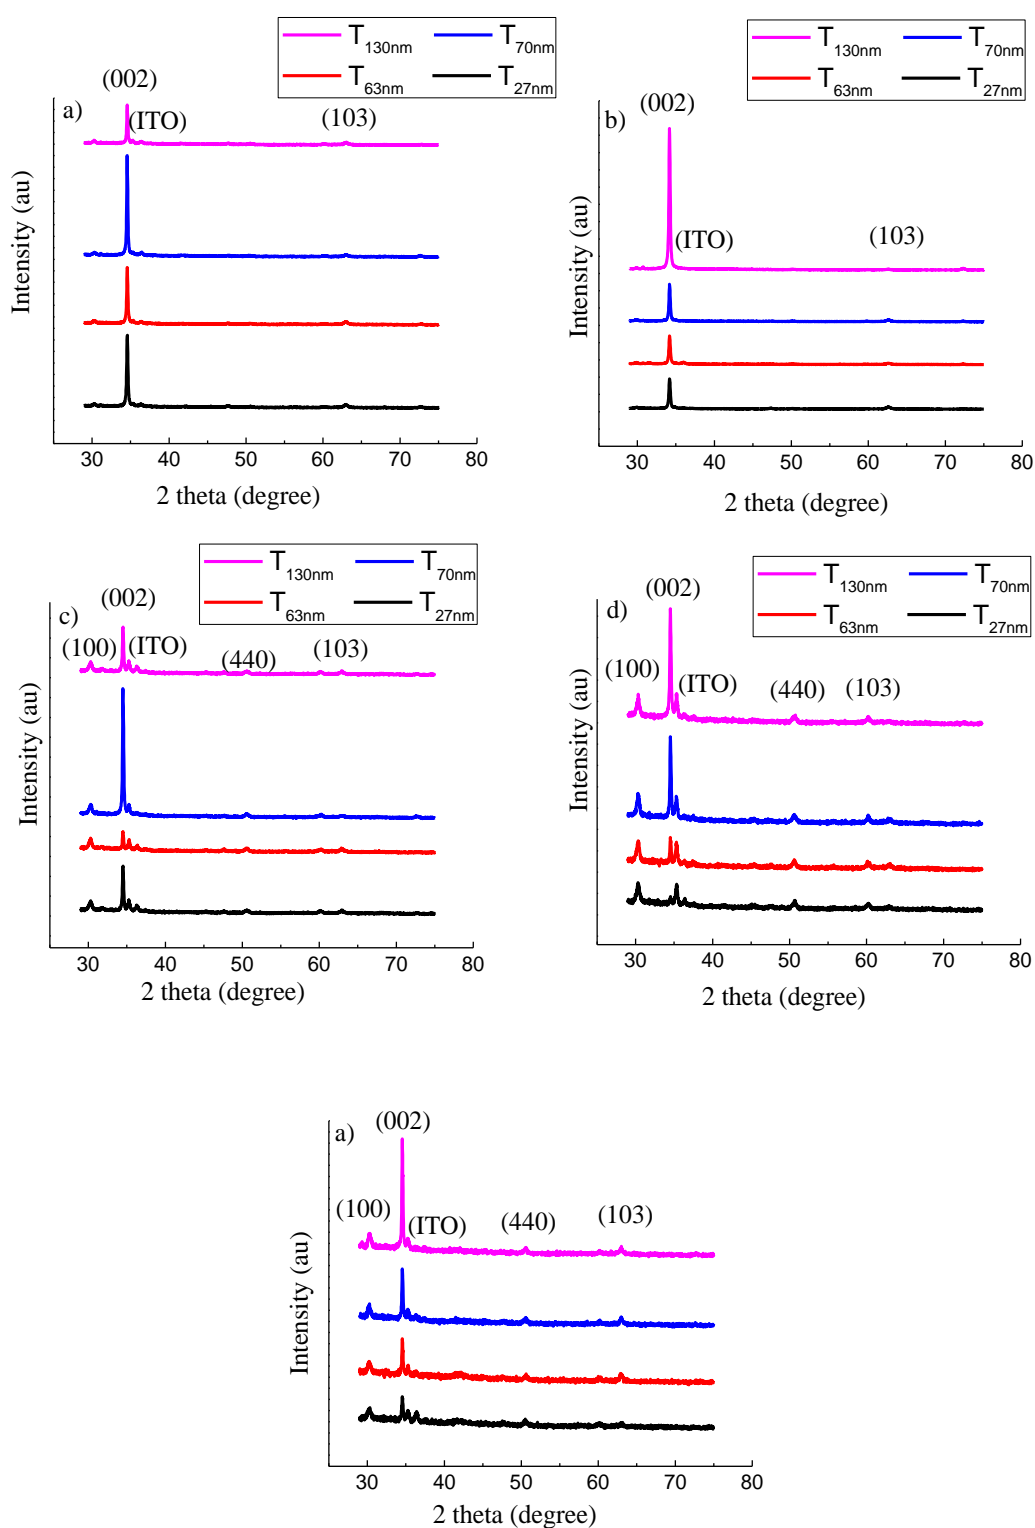 T130nm T70nm
T63nm T27nm
a)
(002)
(ITO)
(103)
Intensity (au)
30 40 50 60 70 80
2 theta (degree)
T130nm T70nm
T63nm T27nm
b)
(002)
(ITO)
(103)
Intensity (au)
30 40 50 60 70 80
2 theta (degree)
T130nm T70nm
T63nm T27nm
c)
(002)
(100)
(ITO)
(440)
(103)
Intensity (au)
30 40 50 60 70 80
2 theta (degree)
T130nm T70nm
T63nm T27nm
d)
(002)
(100)
(ITO)
(440)
(103)
Intensity (au)
30 40 50 60 70 80
2 theta (degree)
a)
(002)
(100)
(ITO)
(440)
(103)
Intensity (au)
30 40 50 60 70 80
2 theta (degree)